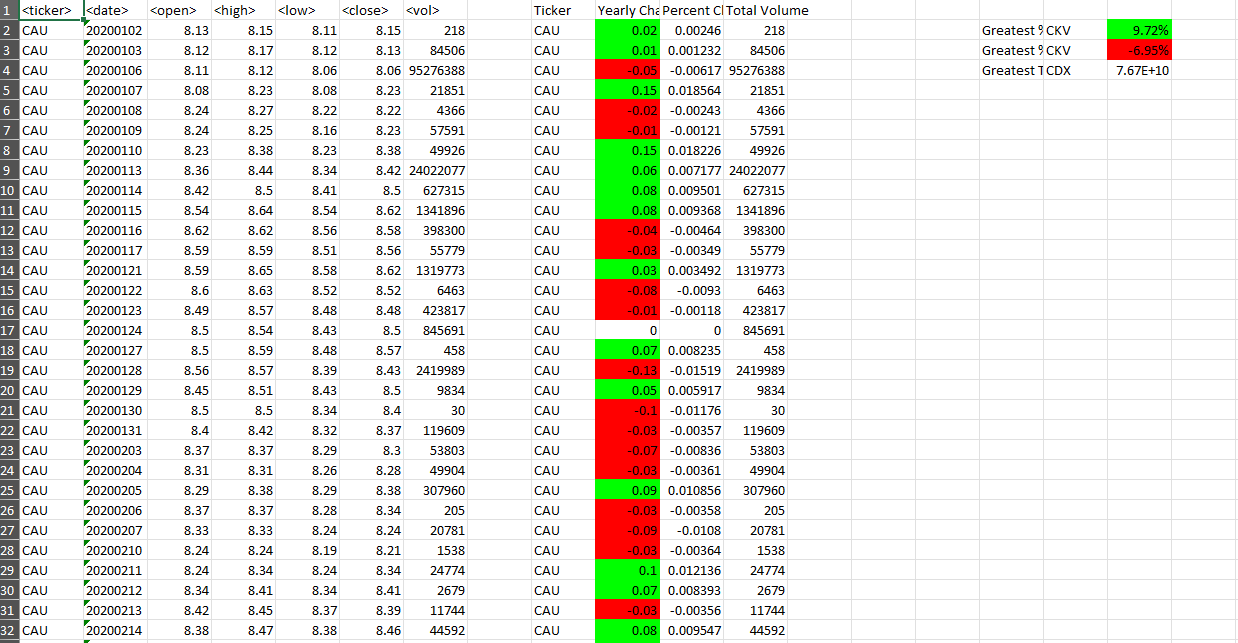 1 <ticker> <date> <open> <high> <low> <close> <vol> Ticker Yearly Cha Percent Cl Total Volume
2 CAU 20200102 8.13 8.15 8.11 8.15 218 CAU 0.02 0.00246 218 Greatest % CKV 9.72%
3 CAU 20200103 8.12 8.17 8.12 8.13 84506 CAU 0.01 0.001232 84506 Greatest % CKV -6.95%
4 CAU 20200106 8.11 8.12 8.06 8.06 95276388 CAU -0.05 -0.00617 95276388 Greatest T CDX 7.67E+10
5 CAU 20200107 8.08 8.23 8.08 8.23 21851 CAU 0.15 0.018564 21851
6 CAU 20200108 8.24 8.27 8.22 8.22 4366 CAU -0.02 -0.00243 4366
7 CAU 20200109 8.24 8.25 8.16 8.23 57591 CAU -0.01 -0.00121 57591
8 CAU 20200110 8.23 8.38 8.23 8.38 49926 CAU 0.15 0.018226 49926
9 CAU 20200113 8.36 8.44 8.34 8.42 24022077 CAU 0.06 0.007177 24022077
10 CAU 20200114 8.42 8.5 8.41 8.5 627315 CAU 0.08 0.009501 627315
11 CAU 20200115 8.54 8.64 8.54 8.62 1341896 CAU 0.08 0.009368 1341896
12 CAU 20200116 8.62 8.62 8.56 8.58 398300 CAU -0.04 -0.00464 398300
13 CAU 20200117 8.59 8.59 8.51 8.56 55779 CAU -0.03 -0.00349 55779
14 CAU 20200121 8.59 8.65 8.58 8.62 1319773 CAU 0.03 0.003492 1319773
15 CAU 20200122 8.6 8.63 8.52 8.52 6463 CAU -0.08 -0.0093 6463
16 CAU 20200123 8.49 8.57 8.48 8.48 423817 CAU -0.01 -0.00118 423817
17 CAU 20200124 8.5 8.54 8.43 8.5 845691 CAU 0 0 845691
18 CAU 20200127 8.5 8.59 8.48 8.57 458 CAU 0.07 0.008235 458
19 CAU 20200128 8.56 8.57 8.39 8.43 2419989 CAU -0.13 -0.01519 2419989
20 CAU 20200129 8.45 8.51 8.43 8.5 9834 CAU 0.05 0.005917 9834
21 CAU 20200130 8.5 8.5 8.34 8.4 30 CAU -0.1 -0.01176 30
22 CAU 20200131 8.4 8.42 8.32 8.37 119609 CAU -0.03 -0.00357 119609
23 CAU 20200203 8.37 8.37 8.29 8.3 53803 CAU -0.07 -0.00836 53803
24 CAU 20200204 8.31 8.31 8.26 8.28 49904 CAU -0.03 -0.00361 49904
25 CAU 20200205 8.29 8.38 8.29 8.38 307960 CAU 0.09 0.010856 307960
26 CAU 20200206 8.37 8.37 8.28 8.34 205 CAU -0.03 -0.00358 205
27 CAU 20200207 8.33 8.33 8.24 8.24 20781 CAU -0.09 -0.0108 20781
28 CAU 20200210 8.24 8.24 8.19 8.21 1538 CAU -0.03 -0.00364 1538
29 CAU 20200211 8.24 8.34 8.24 8.34 24774 CAU 0.1 0.012136 24774
30 CAU 20200212 8.34 8.41 8.34 8.41 2679 CAU 0.07 0.008393 2679
31 CAU 20200213 8.42 8.45 8.37 8.39 11744 CAU -0.03 -0.00356 11744
32 CAU 20200214 8.38 8.47 8.38 8.46 44592 CAU 0.08 0.009547 44592